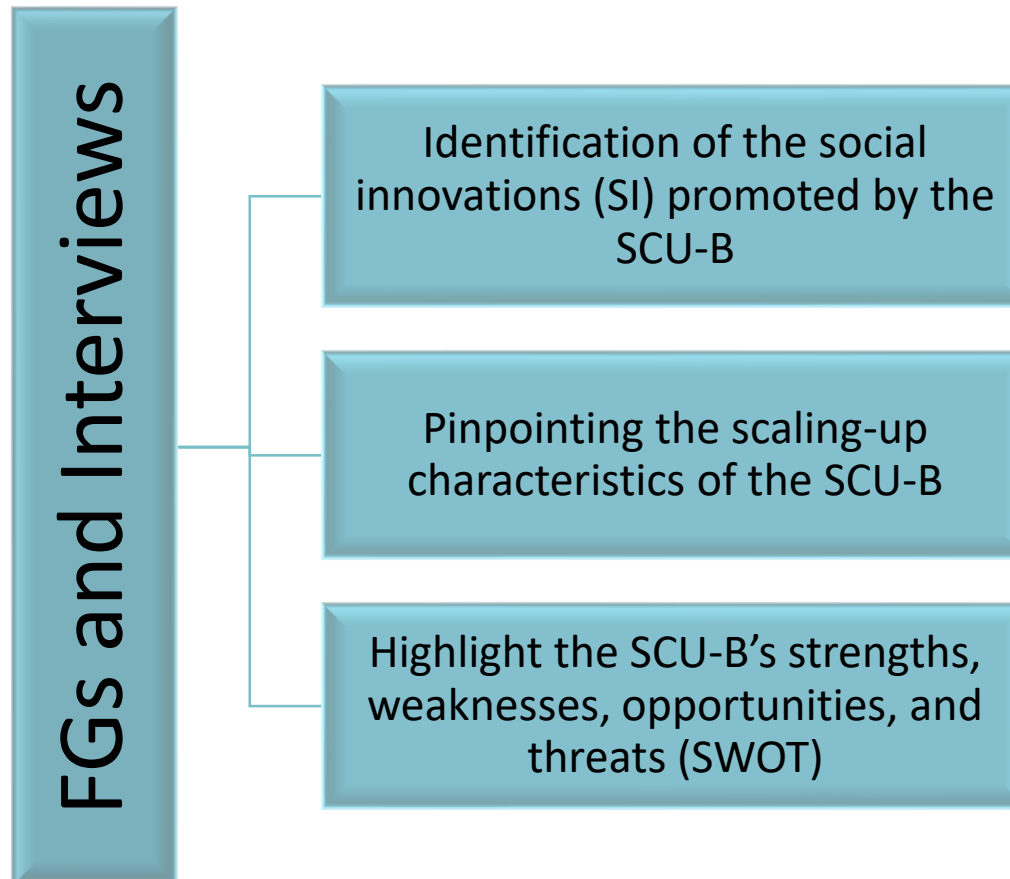 FGs and Interviews
Identification of the social
innovations (SI) promoted by the
SCU-B
Pinpointing the scaling-up
characteristics of the SCU-B
Highlight the SCU-B’s strengths,
weaknesses, opportunities, and
threats (SWOT)